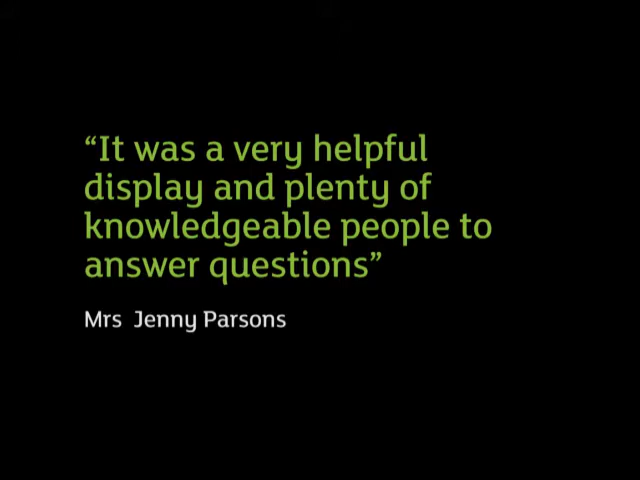 “It was a very helpful
display and plenty of
knowledgeable people to
answer questions”
Mrs  Jenny Parsons